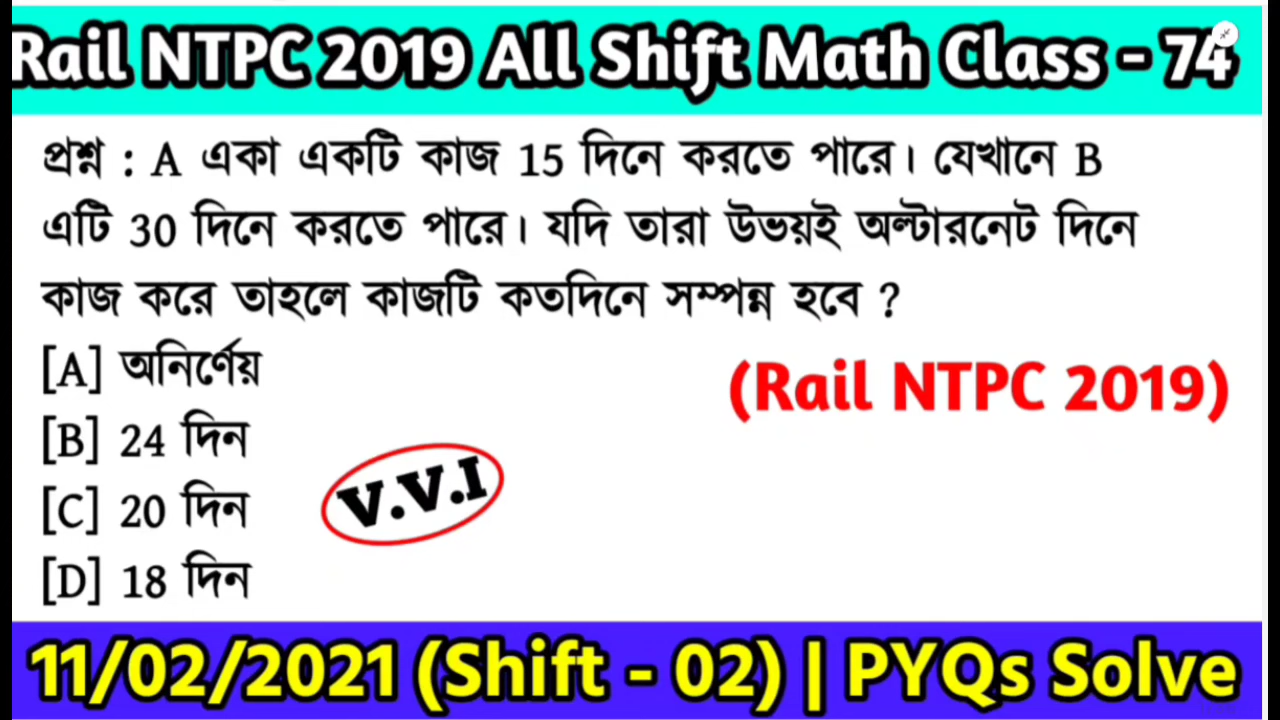 Rail NTPC 2019 All Shift Math Class - 74
প্রশ্ন : A একা একটি কাজ 15 দিনে করতে পারে। যেখানে B
এটি 30 দিনে করতে পারে। যদি তারা উভয়ই অল্টারনেট দিনে
কাজ করে তাহলে কাজটি কতদিনে সম্পন্ন হবে ?
[A] অনির্ণেয়
(Rail NTPC 2019)
[B] 24 দিন
V.V.I
[C] 20 দিন
[D] 18 দিন
11/02/2021 (Shift - 02) | PYQs Solve